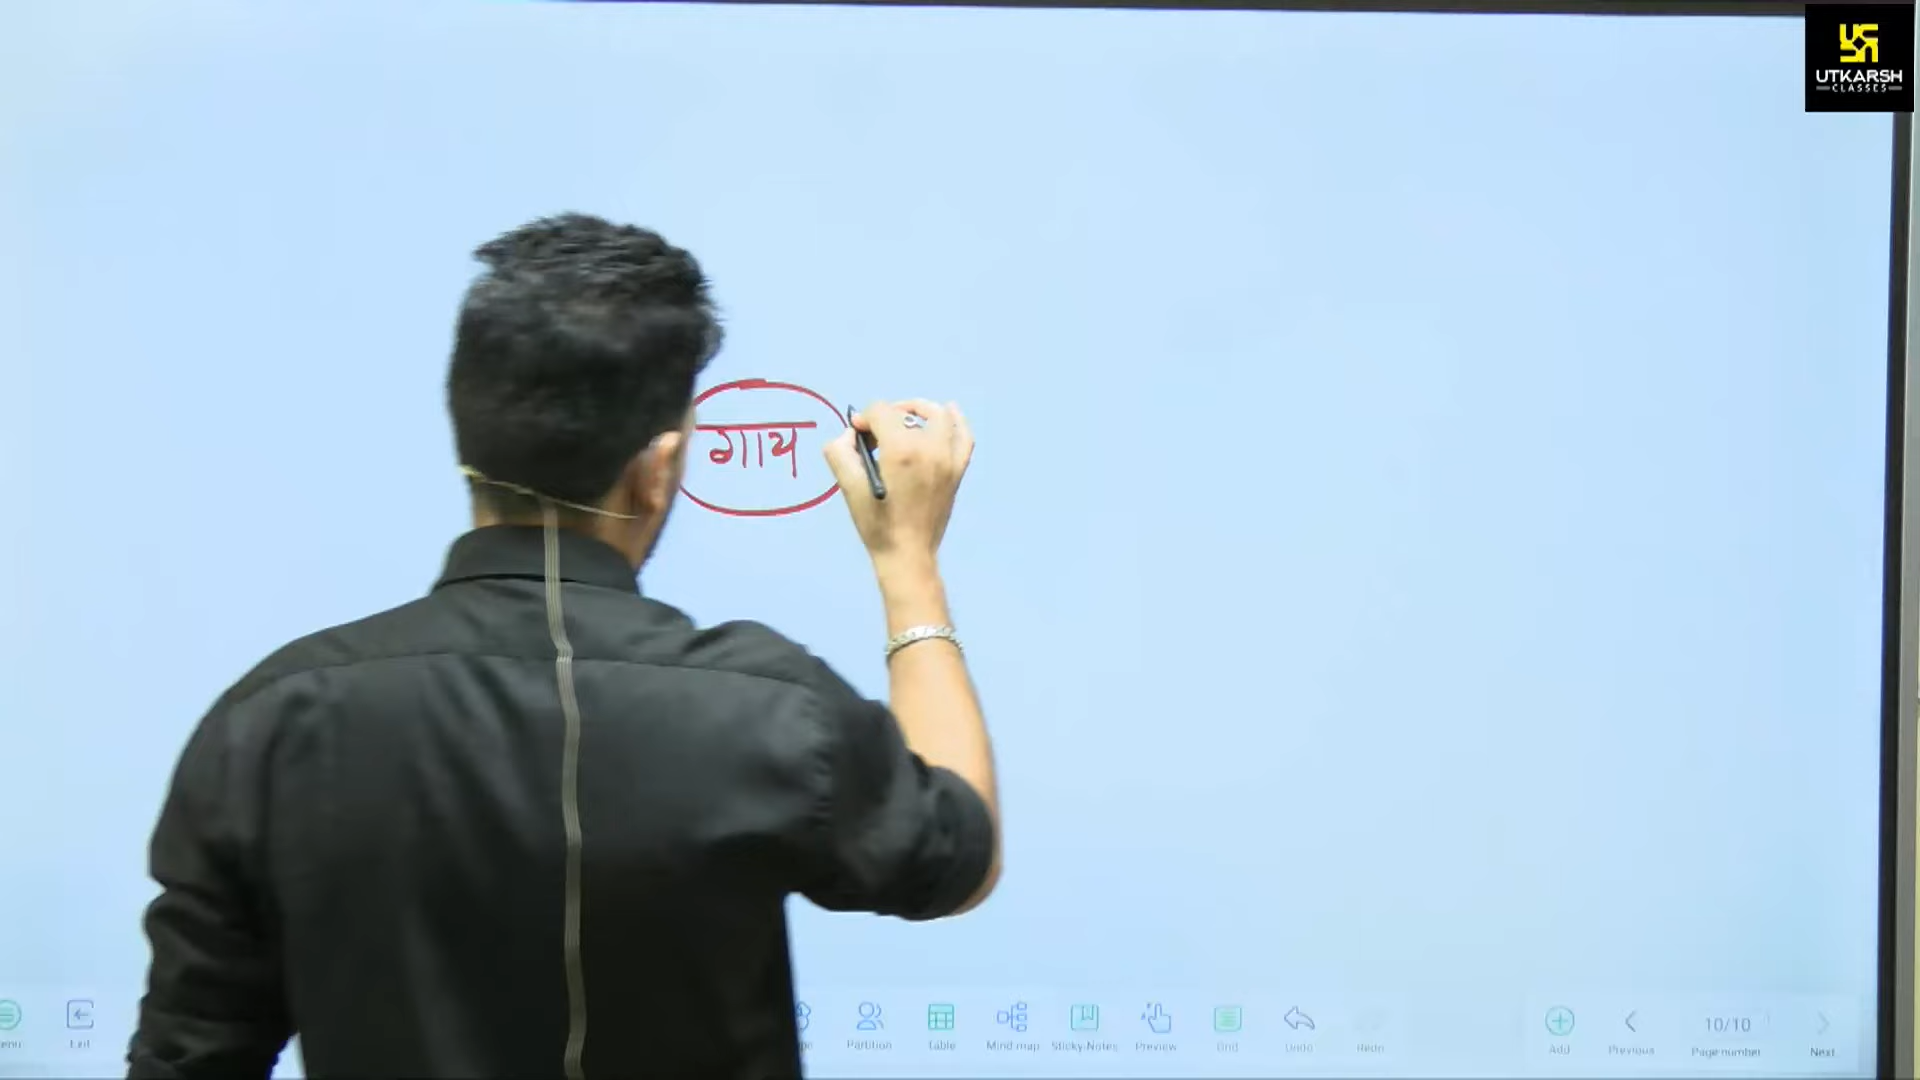 UTKARSH
CLASSES
गाय
Exit
Partition
Table
Mind map
Sticky Notes
Preview
Grid
Undo
Redo
Add
Previous
10/10
Page number
Next